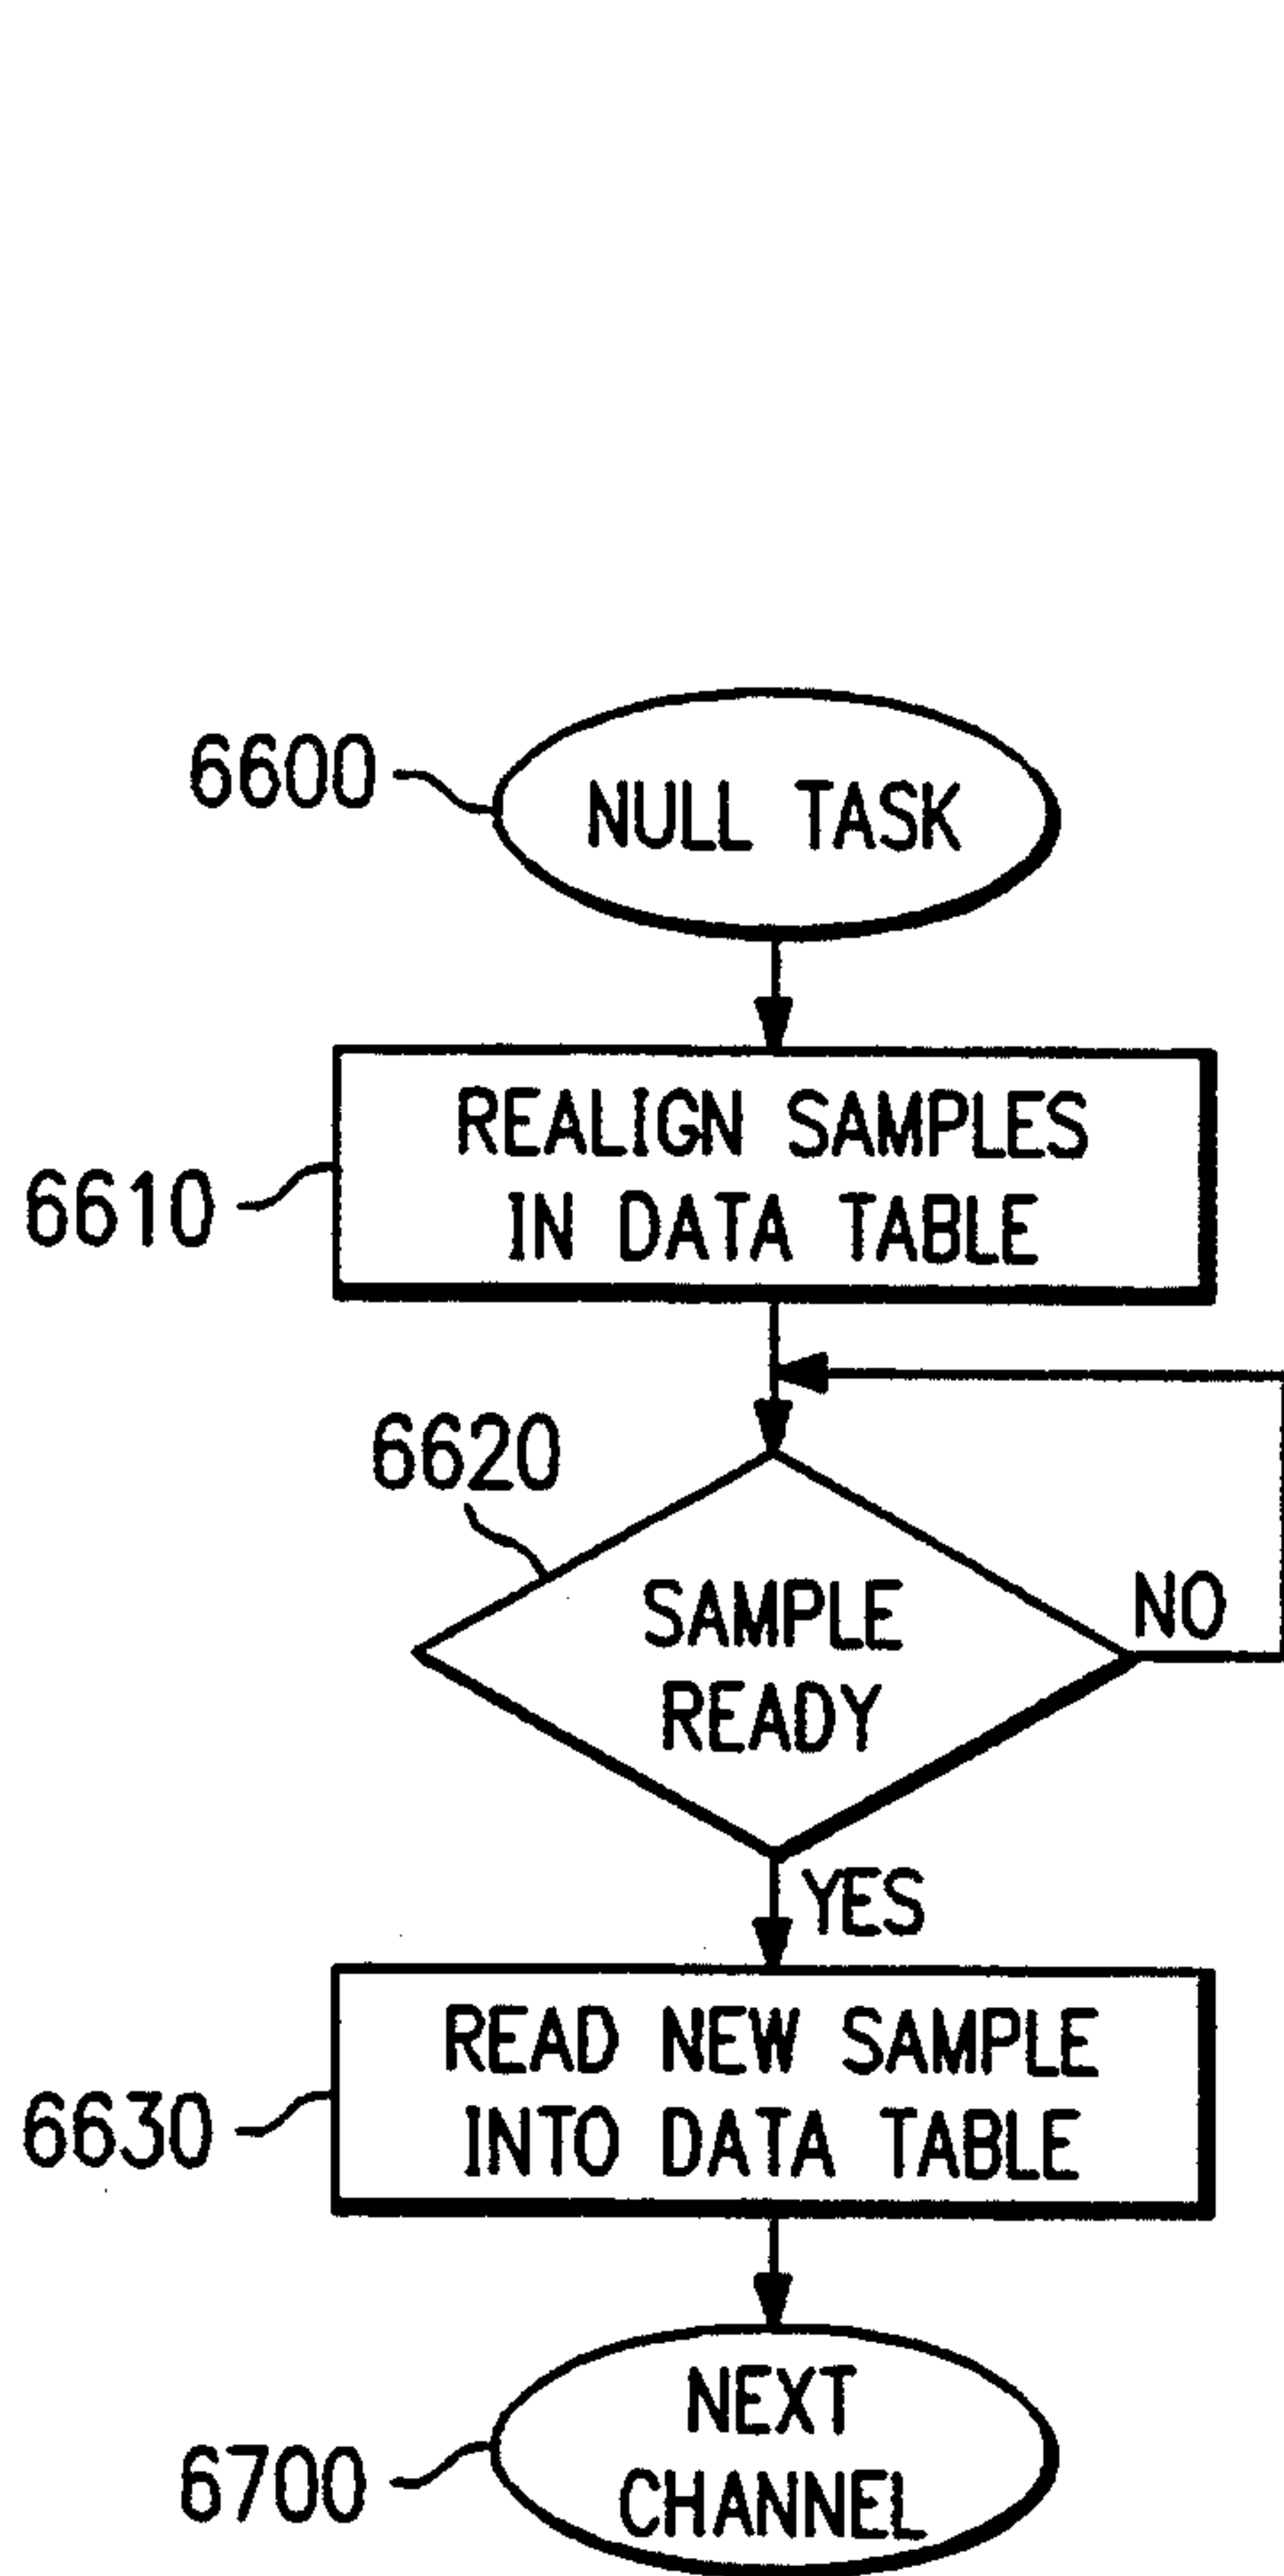 6600
NULL TASK
6610
REALIGN SAMPLES
IN DATA TABLE
6620
SAMPLE
READY
NO
YES
6630
READ NEW SAMPLE
INTO DATA TABLE
6700
NEXT
CHANNEL